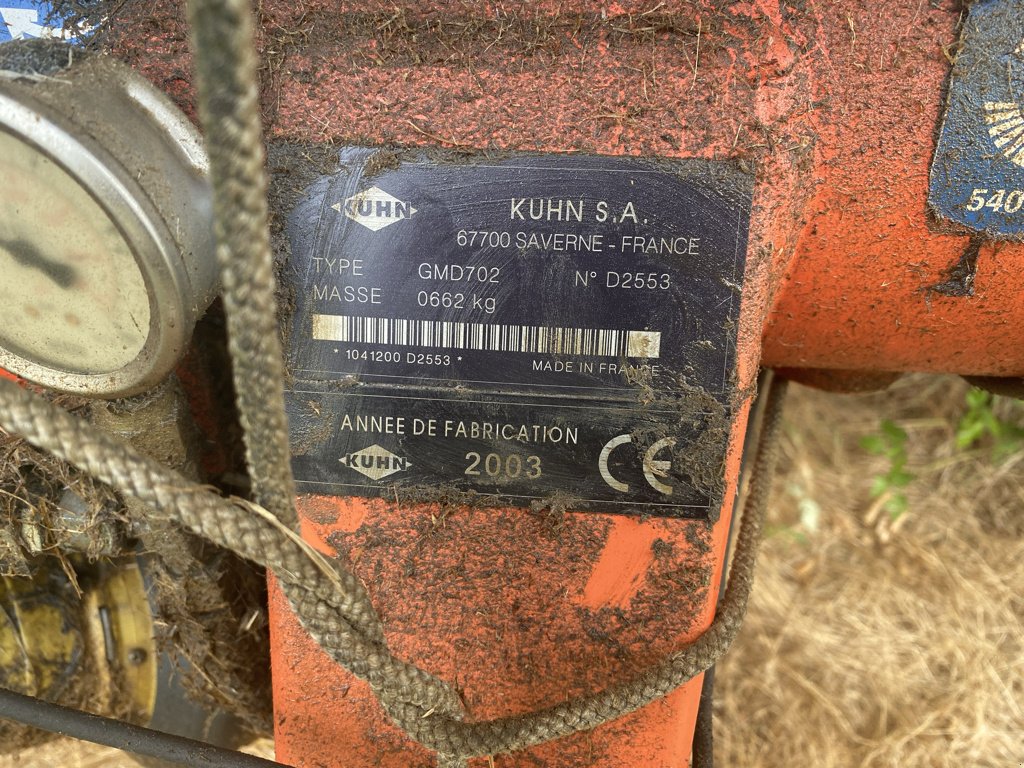 KUHN
KUHN S.A.
67700 SAVERNE - FRANCE
TYPE GMD702 N° D2553
MASSE 0662 kg
* 1041200 D2553 * MADE IN FRANCE
ANNEE DE FABRICATION
KUHN 2003 CE
540